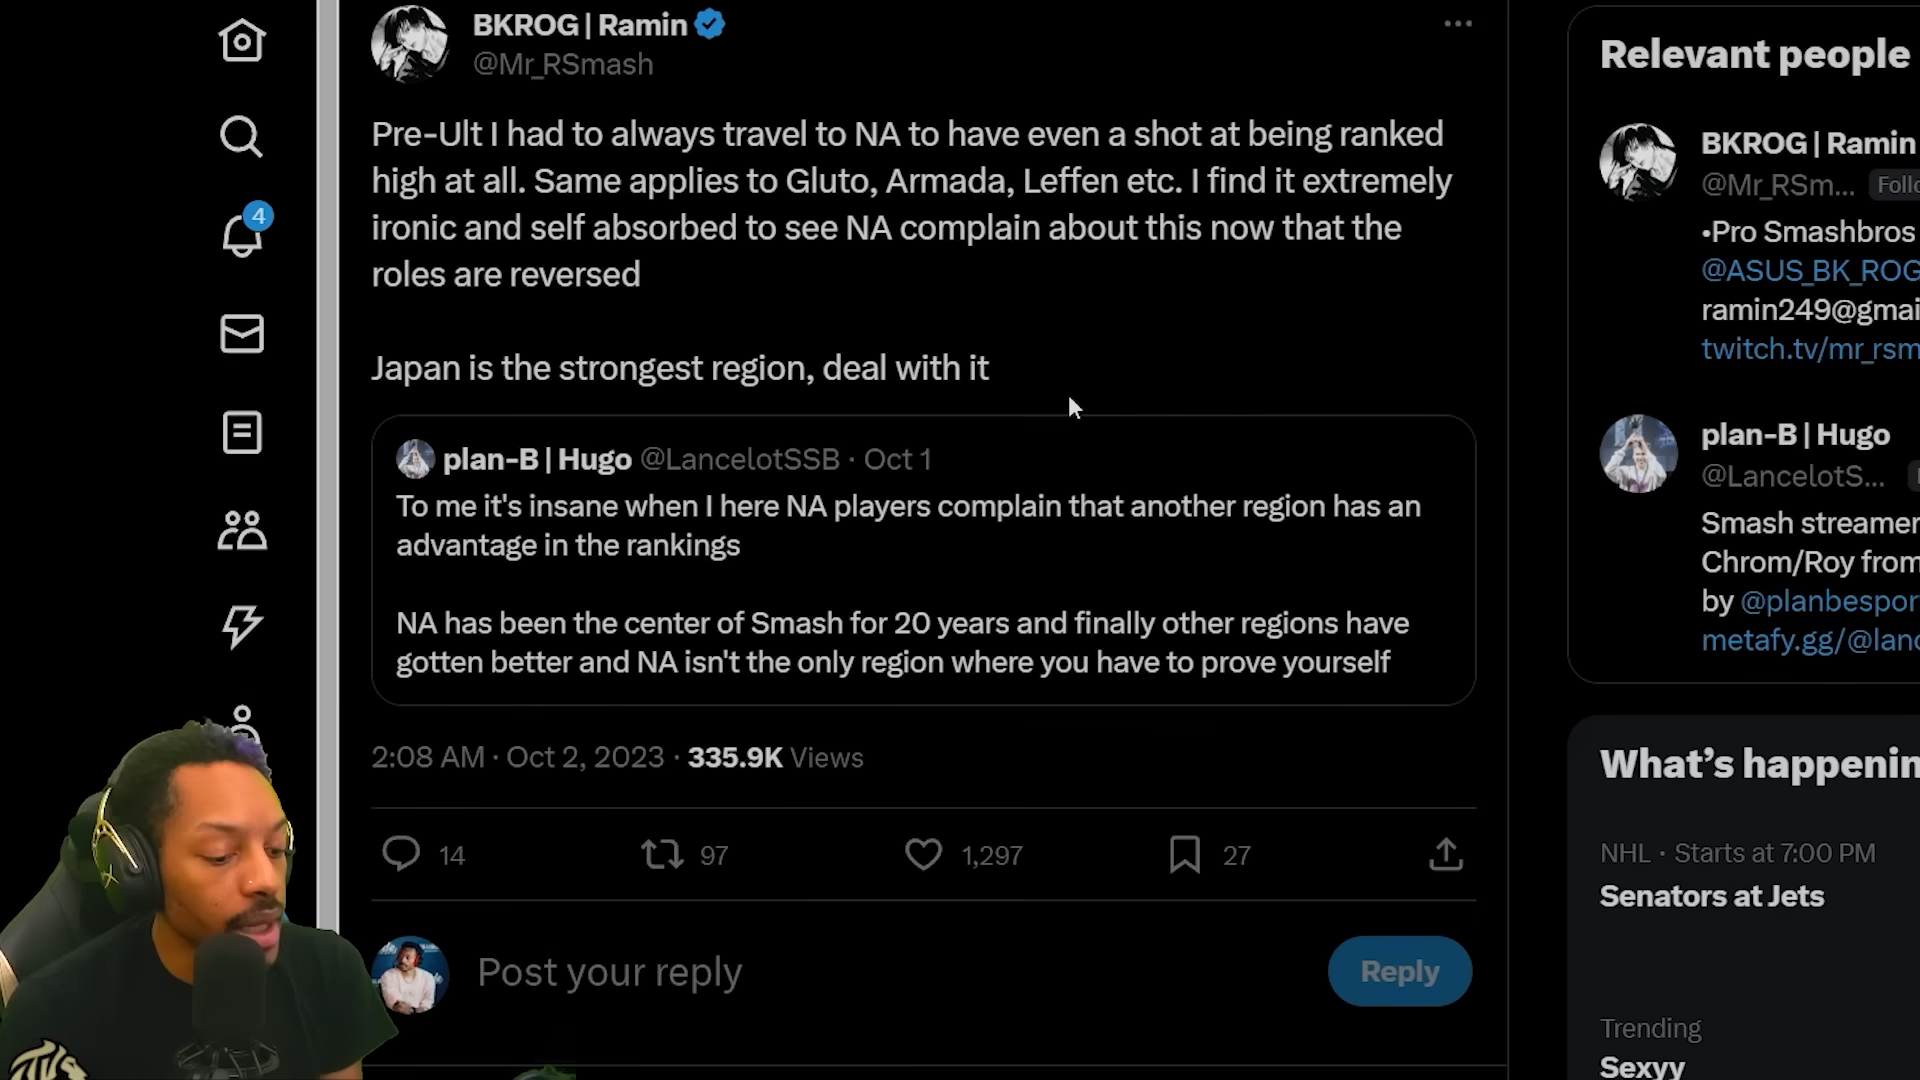 BKROG | Ramin
@Mr_RSmash
Pre-Ult I had to always travel to NA to have even a shot at being ranked
high at all. Same applies to Gluto, Armada, Leffen etc. I find it extremely
ironic and self absorbed to see NA complain about this now that the
roles are reversed
Japan is the strongest region, deal with it
plan-B | Hugo @LancelotSSB · Oct 1
To me it's insane when I here NA players complain that another region has an
advantage in the rankings
NA has been the center of Smash for 20 years and finally other regions have
gotten better and NA isn't the only region where you have to prove yourself
2:08 AM · Oct 2, 2023 · 335.9K Views
14 97 1,297 27
Post your reply
Reply
4
Relevant people
BKROG | Ramin
@Mr_RSm... Follo
•Pro Smashbros
@ASUS_BK_ROG
ramin249@gmai
twitch.tv/mr_rsm
plan-B | Hugo
@LancelotS...
Smash streamer
Chrom/Roy from
by @planbespor
metafy.gg/@lanc
What's happenin
NHL · Starts at 7:00 PM
Senators at Jets
Trending
Sexyy